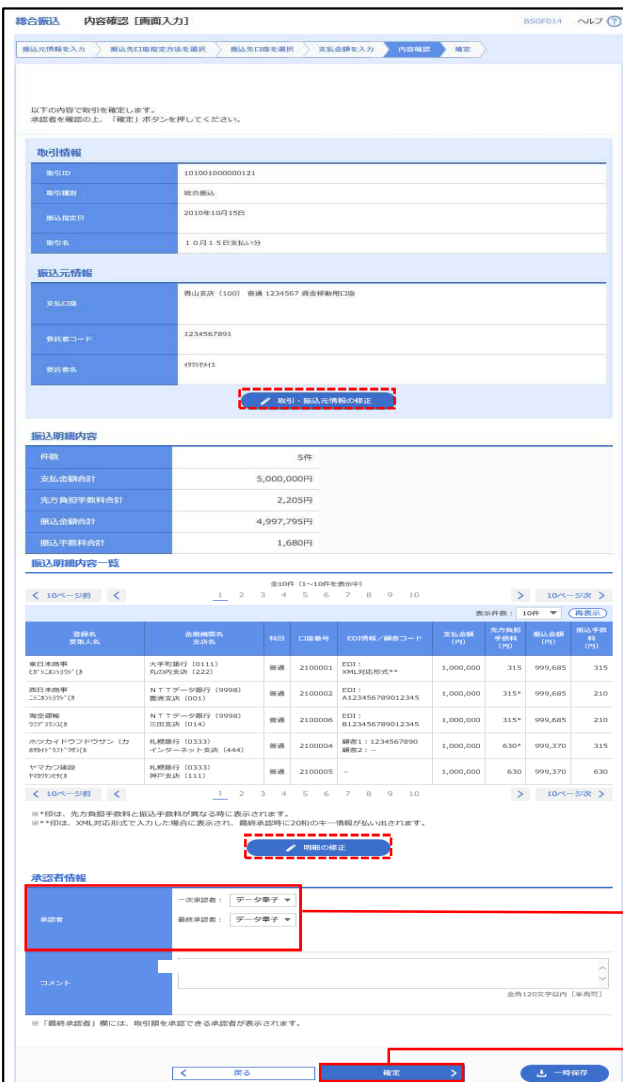 総合振込 内容確認 [画面入力] BSGF014 ヘルプ ?
振込元情報を入力 振込先口座指定方法を選択 振込先口座を選択 支払金額を入力 内容確認 確定
以下の内容で取引を確定します。
承認者を確認の上、「確定」ボタンを押してください。
取引情報
取引ID 101001000000121
取引種別 総合振込
振込指定日 2010年10月15日
取引名 10月15日支払い分
振込元情報
支払口座 青山支店(100) 普通 1234567 資金移動用口座
委託者コード 1234567891
委託者名
取引・振込元情報の修正
振込明細内容
件数 5件
支払金額合計 5,000,000円
先方負担手数料合計 2,205円
振込金額合計 4,997,795円
振込手数料合計 1,680円
振込明細内容一覧
全10件(1~10件を表示中)
10ページ前 1 2 3 4 5 6 7 8 9 10 10ページ次
表示件数: 10件 再表示
登録名 受取人名 金融機関名 支店名 科目 口座番号 EDI情報/顧客コード 支払金額(円) 先方負担手数料(円) 振込金額(円) 振込手数料(円)
東日本商事 大手町銀行(0111) 普通 2100001 EDI: 1,000,000 315 999,685 315
丸の内支店(222) XML対応形式**
西日本商事 NTTデータ銀行(9998) 普通 2100002 EDI: 1,000,000 315* 999,685 210
豊洲支店(001) A123456789012345
海空運輸 NTTデータ銀行(9998) 普通 2100006 EDI: 1,000,000 315* 999,685 210
三田支店(014) B123456789012345
ホツカイドウフドウサン(カ 札幌銀行(0333) 普通 2100004 顧客1:1234567890 1,000,000 630* 999,370 315
インターネット支店(444) 顧客2:-
ヤマカワ建設 札幌銀行(0333) 普通 2100005 - 1,000,000 630 999,370 630
神戸支店(111)
10ページ前 1 2 3 4 5 6 7 8 9 10 10ページ次
※*印は、先方負担手数料と振込手数料が異なる時に表示されます。
※**印は、XML対応形式で入力した場合に表示され、最終承認時に20桁のキー情報が払い出されます。
明細の修正
承認者情報
承認者 一次承認者: データ幸子
最終承認者: データ幸子
コメント
全角120文字以内[半角可]
※「最終承認者」欄には、取引額を承認できる承認者が表示されます。
戻る 確定 一時保存